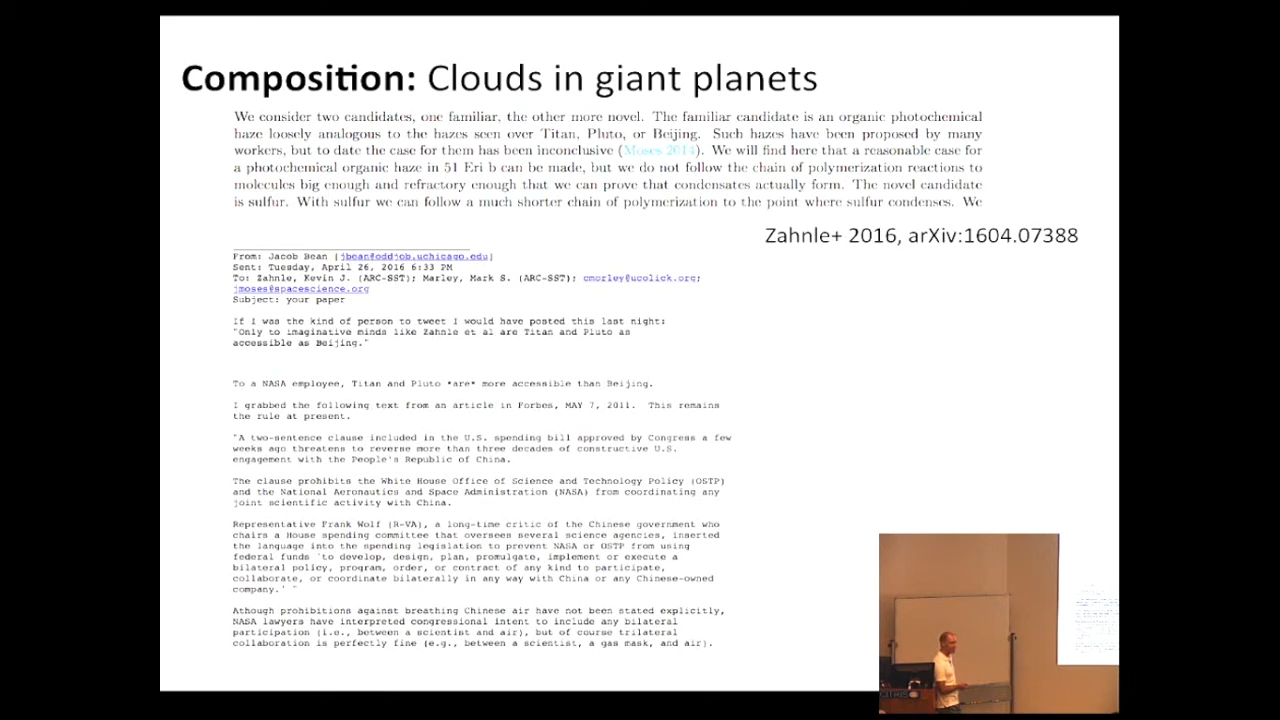 Composition: Clouds in giant planets
We consider two candidates, one familiar, the other more novel. The familiar candidate is an organic photochemical
haze loosely analogous to the hazes seen over Titan, Pluto, or Beijing. Such hazes have been proposed by many
workers, but to date the case for them has been inconclusive (Moses 2014). We will find here that a reasonable case for
a photochemical organic haze in 51 Eri b can be made, but we do not follow the chain of polymerization reactions to
molecules big enough and refractory enough that we can prove that condensates actually form. The novel candidate
is sulfur. With sulfur we can follow a much shorter chain of polymerization to the point where sulfur condenses. We
Zahnle+ 2016, arXiv:1604.07388
From: Jacob Bean [jbean@oddjob.uchicago.edu]
Sent: Tuesday, April 26, 2016 6:33 PM
To: Zahnle, Kevin J. (ARC-SST); Marley, Mark S. (ARC-SST); cmorley@ucolick.org;
jmoses@spacescience.org
Subject: your paper
If I was the kind of person to tweet I would have posted this last night:
"Only to imaginative minds like Zahnle et al are Titan and Pluto as
accessible as Beijing."
To a NASA employee, Titan and Pluto *are* more accessible than Beijing.
I grabbed the following text from an article in Forbes, MAY 7, 2011. This remains
the rule at present.
"A two-sentence clause included in the U.S. spending bill approved by Congress a few
weeks ago threatens to reverse more than three decades of constructive U.S.
engagement with the People's Republic of China.
The clause prohibits the White House Office of Science and Technology Policy (OSTP)
and the National Aeronautics and Space Administration (NASA) from coordinating any
joint scientific activity with China.
Representative Frank Wolf (R-VA), a long-time critic of the Chinese government who
chairs a House spending committee that oversees several science agencies, inserted
the language into the spending legislation to prevent NASA or OSTP from using
federal funds `to develop, design, plan, promulgate, implement or execute a
bilateral policy, program, order, or contract of any kind to participate,
collaborate, or coordinate bilaterally in any way with China or any Chinese-owned
company.' "
Athough prohibitions against breathing Chinese air have not been stated explicitly,
NASA lawyers have interpreted congressional intent to include any bilateral
participation (i.e., between a scientint and air), but of course trilateral
collaboration is perfectly fine (e.g., between a scientist, a gas mask, and air).
CITRIS